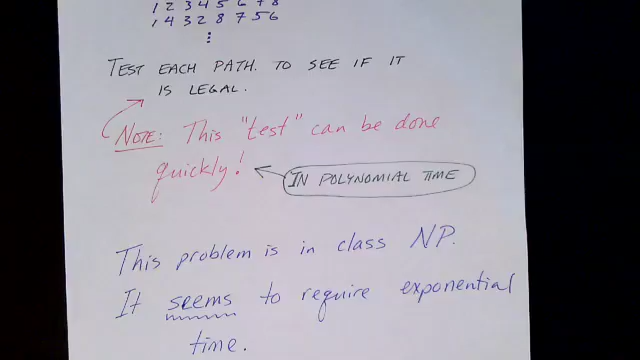 1 2 3 4 5 6 7 8
1 4 3 2 8 7 5 6
⋮
TEST EACH PATH. TO SEE IF IT
IS LEGAL.
NOTE: This "test" can be done
quickly!
IN POLYNOMIAL TIME
This problem is in class NP.
It seems to require exponential
time.